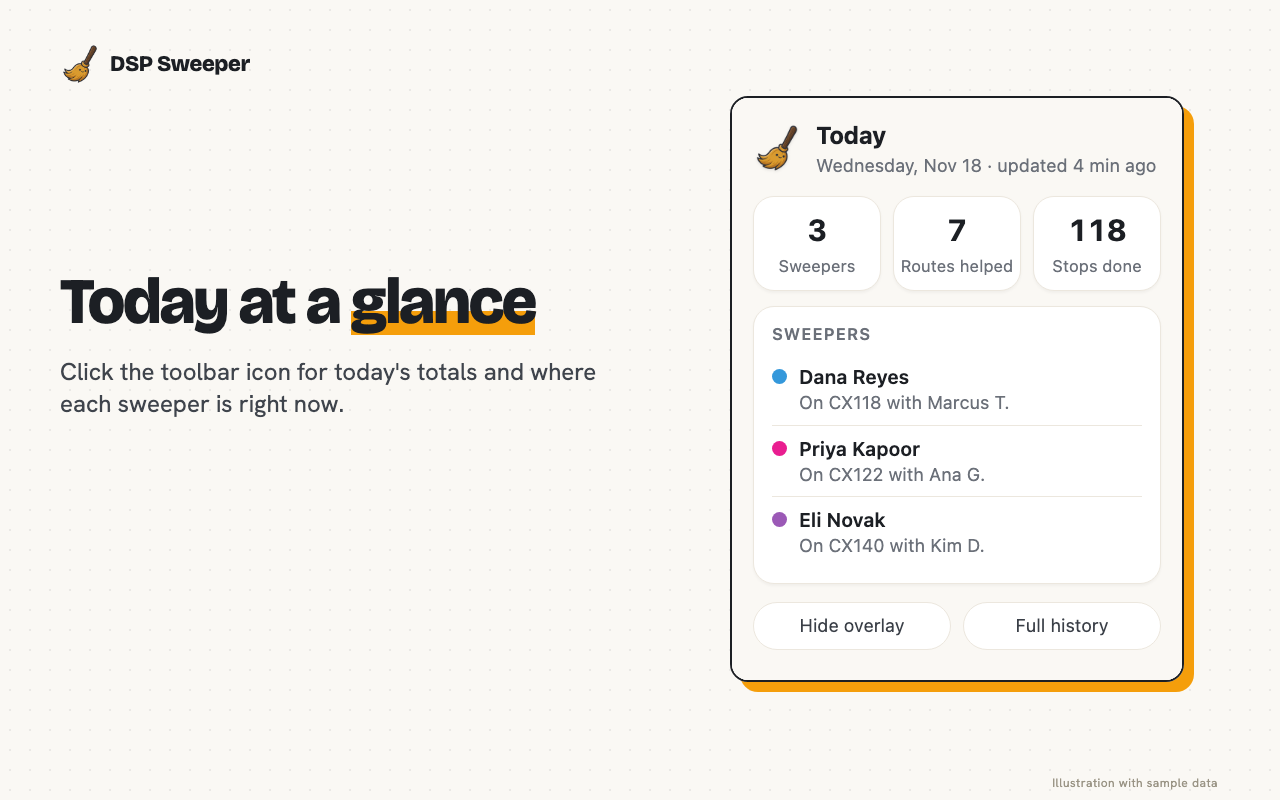 DSP Sweeper
Today at a glance
Click the toolbar icon for today's totals and where
each sweeper is right now.
Today
Wednesday, Nov 18 · updated 4 min ago
3
Sweepers
7
Routes helped
118
Stops done
SWEEPERS
Dana Reyes
On CX118 with Marcus T.
Priya Kapoor
On CX122 with Ana G.
Eli Novak
On CX140 with Kim D.
Hide overlay
Full history
Illustration with sample data